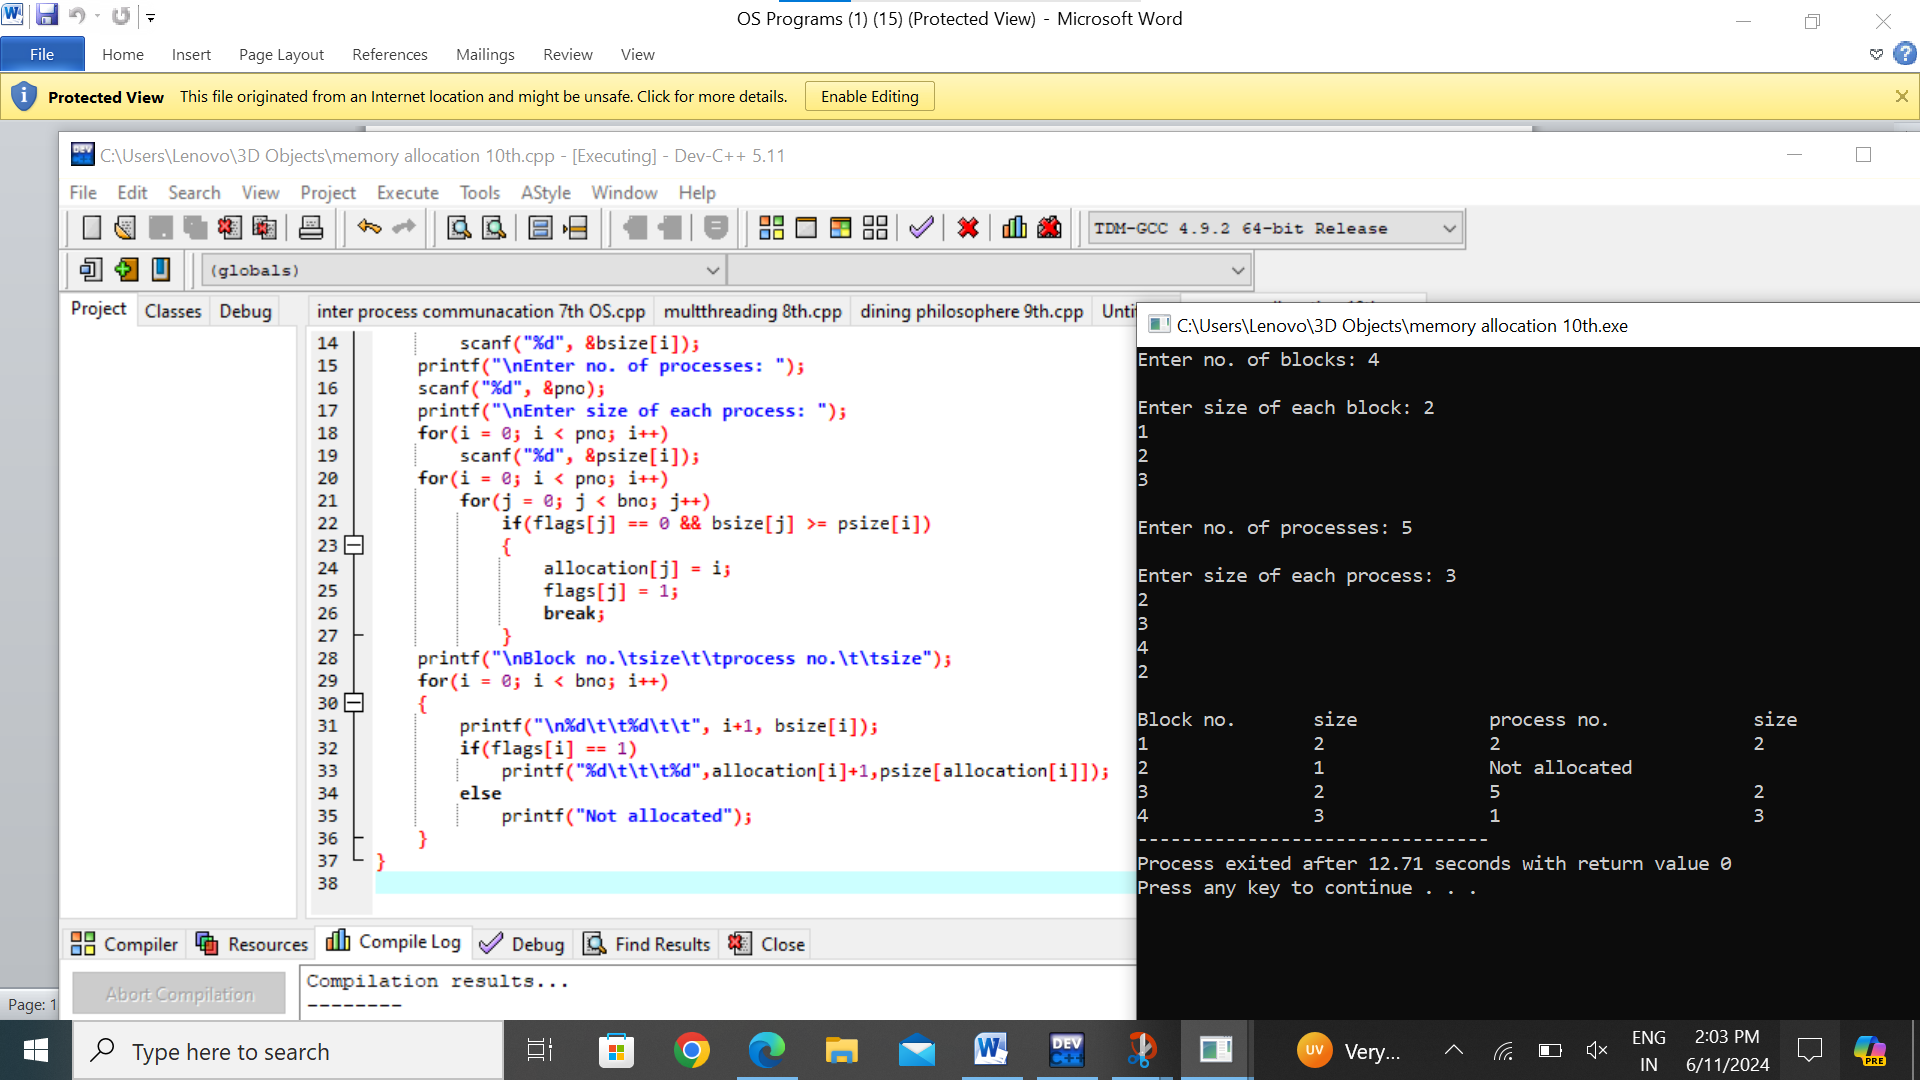 OS Programs (1) (15) (Protected View) - Microsoft Word
File Home Insert Page Layout References Mailings Review View
Protected View This file originated from an Internet location and might be unsafe. Click for more details. Enable Editing
C:\Users\Lenovo\3D Objects\memory allocation 10th.cpp - [Executing] - Dev-C++ 5.11
File Edit Search View Project Execute Tools AStyle Window Help
TDM-GCC 4.9.2 64-bit Release
(globals)
Project Classes Debug
inter process communacation 7th OS.cpp multthreading 8th.cpp dining philosophere 9th.cpp
14 scanf("%d", &bsize[i]);
15 printf("\nEnter no. of processes: ");
16 scanf("%d", &pno);
17 printf("\nEnter size of each process: ");
18 for(i = 0; i < pno; i++)
19 scanf("%d", &psize[i]);
20 for(i = 0; i < pno; i++)
21 for(j = 0; j < bno; j++)
22 if(flags[j] == 0 && bsize[j] >= psize[i])
23 {
24 allocation[j] = i;
25 flags[j] = 1;
26 break;
27 }
28 printf("\nBlock no.\tsize\t\tprocess no.\t\tsize");
29 for(i = 0; i < bno; i++)
30 {
31 printf("\n%d\t\t%d\t\t", i+1, bsize[i]);
32 if(flags[i] == 1)
33 printf("%d\t\t\t%d",allocation[i]+1,psize[allocation[i]]);
34 else
35 printf("Not allocated");
36 }
37 }
38
C:\Users\Lenovo\3D Objects\memory allocation 10th.exe
Enter no. of blocks: 4
Enter size of each block: 2
1
2
3
Enter no. of processes: 5
Enter size of each process: 3
2
3
4
2
Block no. size process no. size
1 2 2 2
2 1 Not allocated
3 2 5 2
4 3 1 3
--------------------------------
Process exited after 12.71 seconds with return value 0
Press any key to continue . . .
Compiler Resources Compile Log Debug Find Results Close
Abort Compilation
Compilation results...
--------
Page: 1
Type here to search
DEV C++
UV Very...
ENG
IN
2:03 PM
6/11/2024
PRE